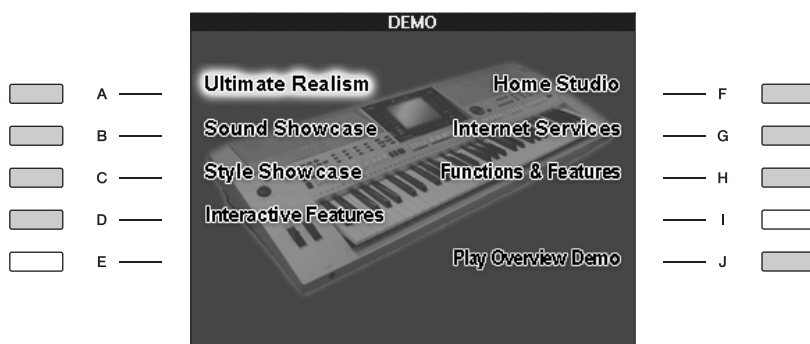 DEMO
A Ultimate Realism Home Studio F
B Sound Showcase Internet Services G
C Style Showcase Functions & Features H
D Interactive Features I
E Play Overview Demo J